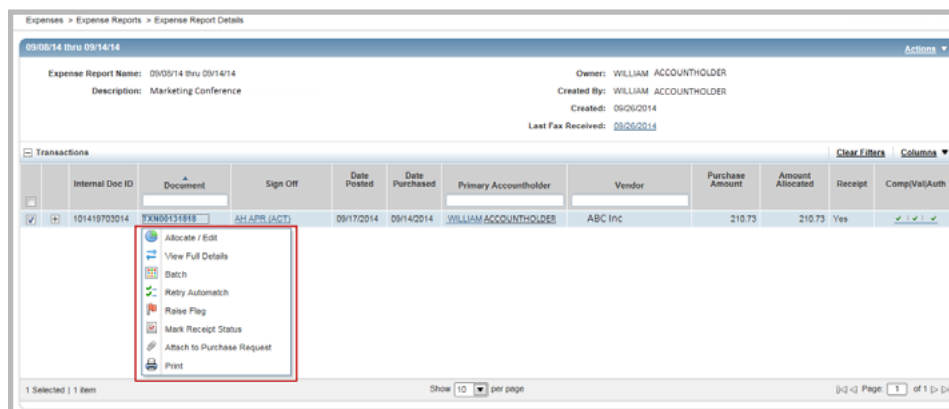 Expenses > Expense Reports > Expense Report Details
09/08/14 thru 09/14/14 Actions
Expense Report Name: 09/08/14 thru 09/14/14 Owner: WILLIAM ACCOUNTHOLDER
Description: Marketing Conference Created By: WILLIAM ACCOUNTHOLDER
Created: 09/26/2014
Last Fax Received: 09/26/2014
Transactions Clear Filters Columns
Internal Doc ID Document Sign Off Date Posted Date Purchased Primary Accountholder Vendor Purchase Amount Amount Allocated Receipt Comp|Val|Auth
101419703014 TXN00131818 AH APR (ACT) 09/17/2014 09/14/2014 WILLIAM ACCOUNTHOLDER ABC Inc 210.73 210.73 Yes
Allocate / Edit
View Full Details
Batch
Retry Automatch
Raise Flag
Mark Receipt Status
Attach to Purchase Request
Print
1 Selected | 1 item Show 10 per page Page: 1 of 1